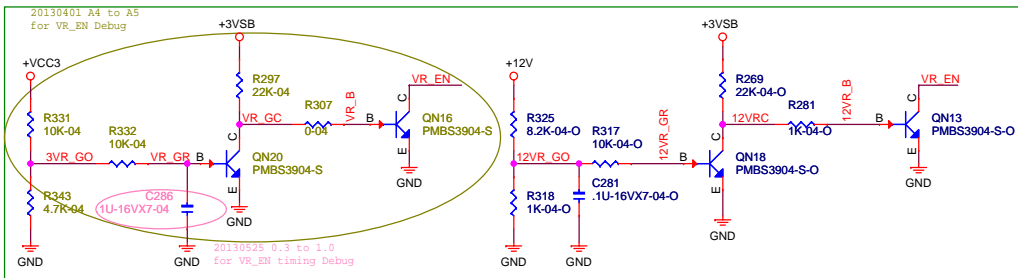 20130401 A4 to A5
for VR_EN Debug
+VCC3
R331
10K-04
3VR_GO
R332
10K-04
R343
4.7K-04
GND
VR_GR
C286
1U-16VX7-04
GND
20130525 0.3 to 1.0
for VR_EN timing Debug
+3VSB
R297
22K-04
VR_GC
B
C
E
QN20
PMBS3904-S
GND
R307
0-04
VR_B
B
C
E
VR_EN
QN16
PMBS3904-S
GND
+12V
R325
8.2K-04-O
12VR_GO
R318
1K-04-O
GND
R317
10K-04-O
C281
.1U-16VX7-04-O
GND
12VR_GR
+3VSB
R269
22K-04-O
12VRC
B
C
E
QN18
PMBS3904-S-O
GND
R281
1K-04-O
12VR_B
B
C
E
VR_EN
QN13
PMBS3904-S-O
GND